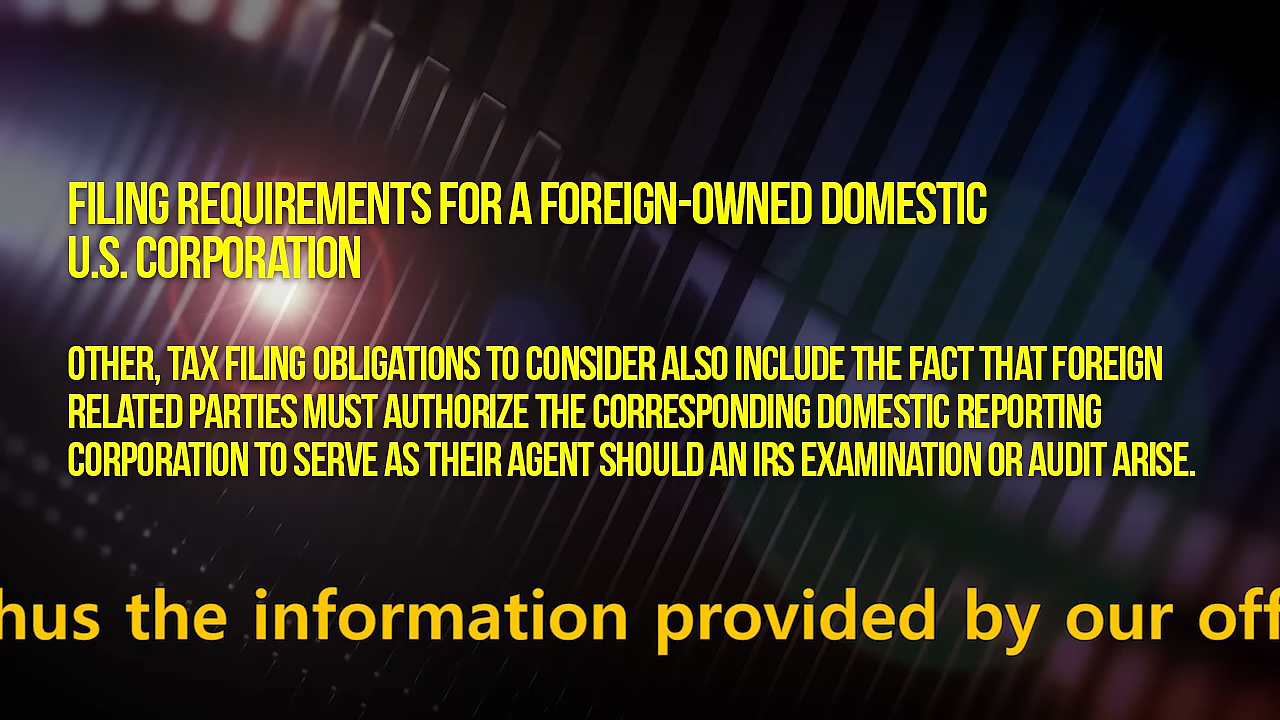 FILING REQUIREMENTS FOR A FOREIGN-OWNED DOMESTIC
U.S. CORPORATION
OTHER, TAX FILING OBLIGATIONS TO CONSIDER ALSO INCLUDE THE FACT THAT FOREIGN
RELATED PARTIES MUST AUTHORIZE THE CORRESPONDING DOMESTIC REPORTING
CORPORATION TO SERVE AS THEIR AGENT SHOULD AN IRS EXAMINATION OR AUDIT ARISE.
hus the information provided by our off